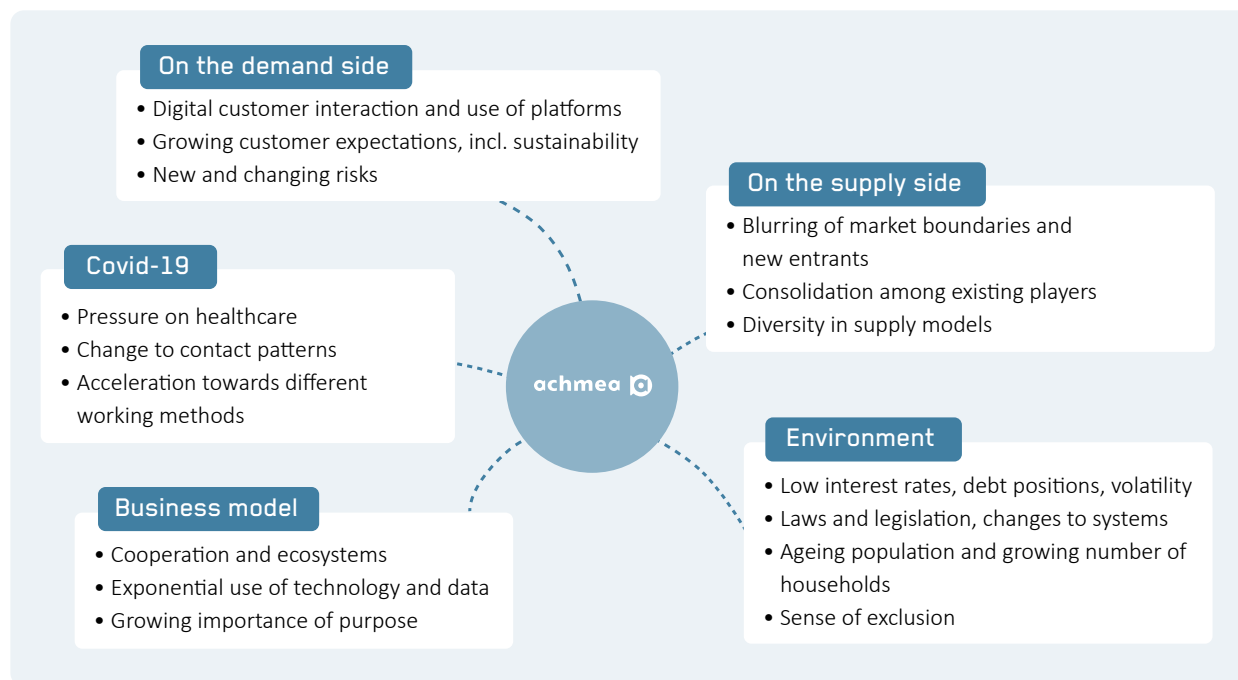 On the demand side
• Digital customer interaction and use of platforms
• Growing customer expectations, incl. sustainability
• New and changing risks
On the supply side
• Blurring of market boundaries and
new entrants
• Consolidation among existing players
• Diversity in supply models
Covid-19
• Pressure on healthcare
• Change to contact patterns
• Acceleration towards different
working methods
achmea
Environment
• Low interest rates, debt positions, volatility
• Laws and legislation, changes to systems
• Ageing population and growing number of
households
• Sense of exclusion
Business model
• Cooperation and ecosystems
• Exponential use of technology and data
• Growing importance of purpose